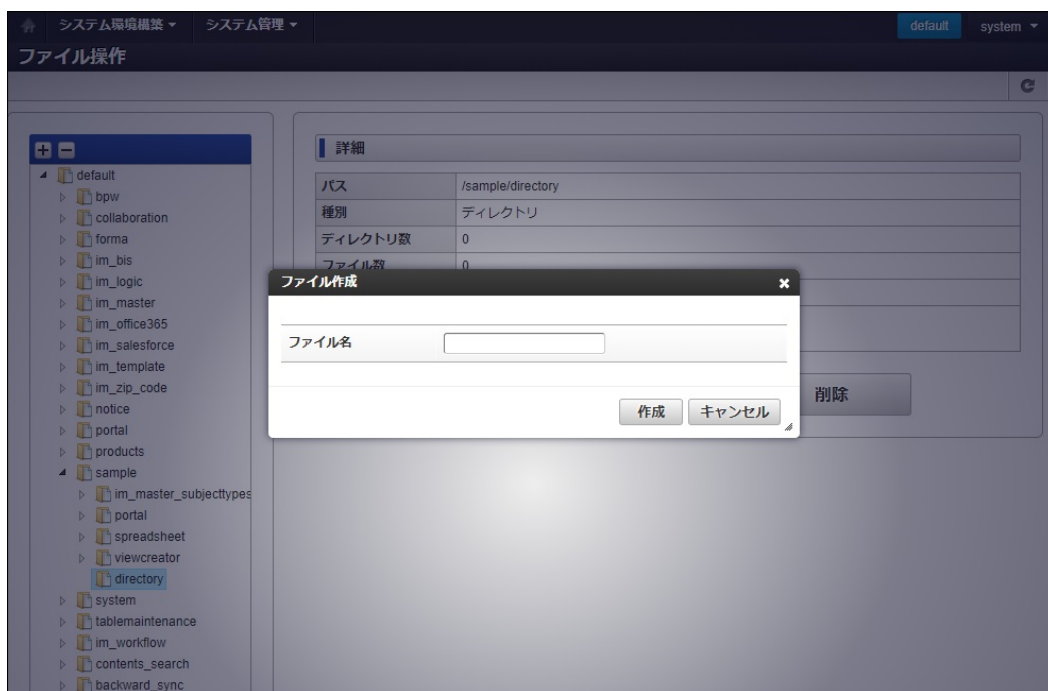 システム環境構築 システム管理 default system
ファイル操作
default
bpw
collaboration
forma
im_bis
im_logic
im_master
im_office365
im_salesforce
im_template
im_zip_code
notice
portal
products
sample
im_master_subjecttypes
portal
spreadsheet
viewcreator
directory
system
tablemaintenance
im_workflow
contents_search
backward_sync
詳細
パス /sample/directory
種別 ディレクトリ
ディレクトリ数 0
ファイル数 0
ファイル作成
ファイル名
作成 キャンセル
削除